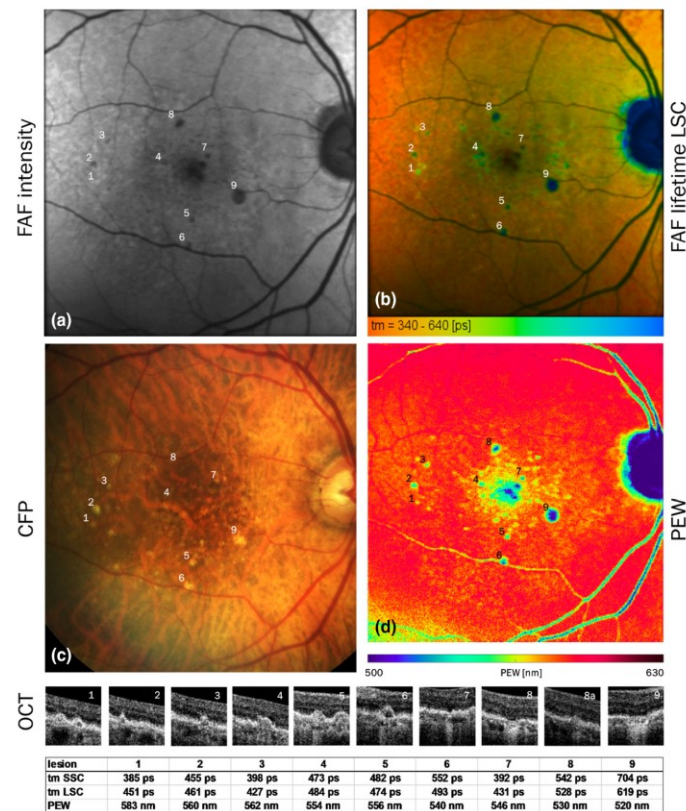 FAF intensity
8
3
7
2
4
1
9
5
6
(a)
FAF lifetime LSC
8
3
7
2
4
1
9
5
6
(b)
tm = 340 - 640 [ps]
CFP
8
3
7
2
4
1
9
5
6
(c)
PEW
8
3
7
2
4
1
9
5
6
(d)
500 PEW [nm] 630
OCT
1 2 3 4 5 6 7 8 8a 9
lesion 1 2 3 4 5 6 7 8 9
tm SSC 385 ps 455 ps 398 ps 473 ps 482 ps 552 ps 392 ps 542 ps 704 ps
tm LSC 451 ps 461 ps 427 ps 484 ps 474 ps 493 ps 431 ps 528 ps 619 ps
PEW 583 nm 560 nm 562 nm 554 nm 556 nm 540 nm 546 nm 530 nm 520 nm